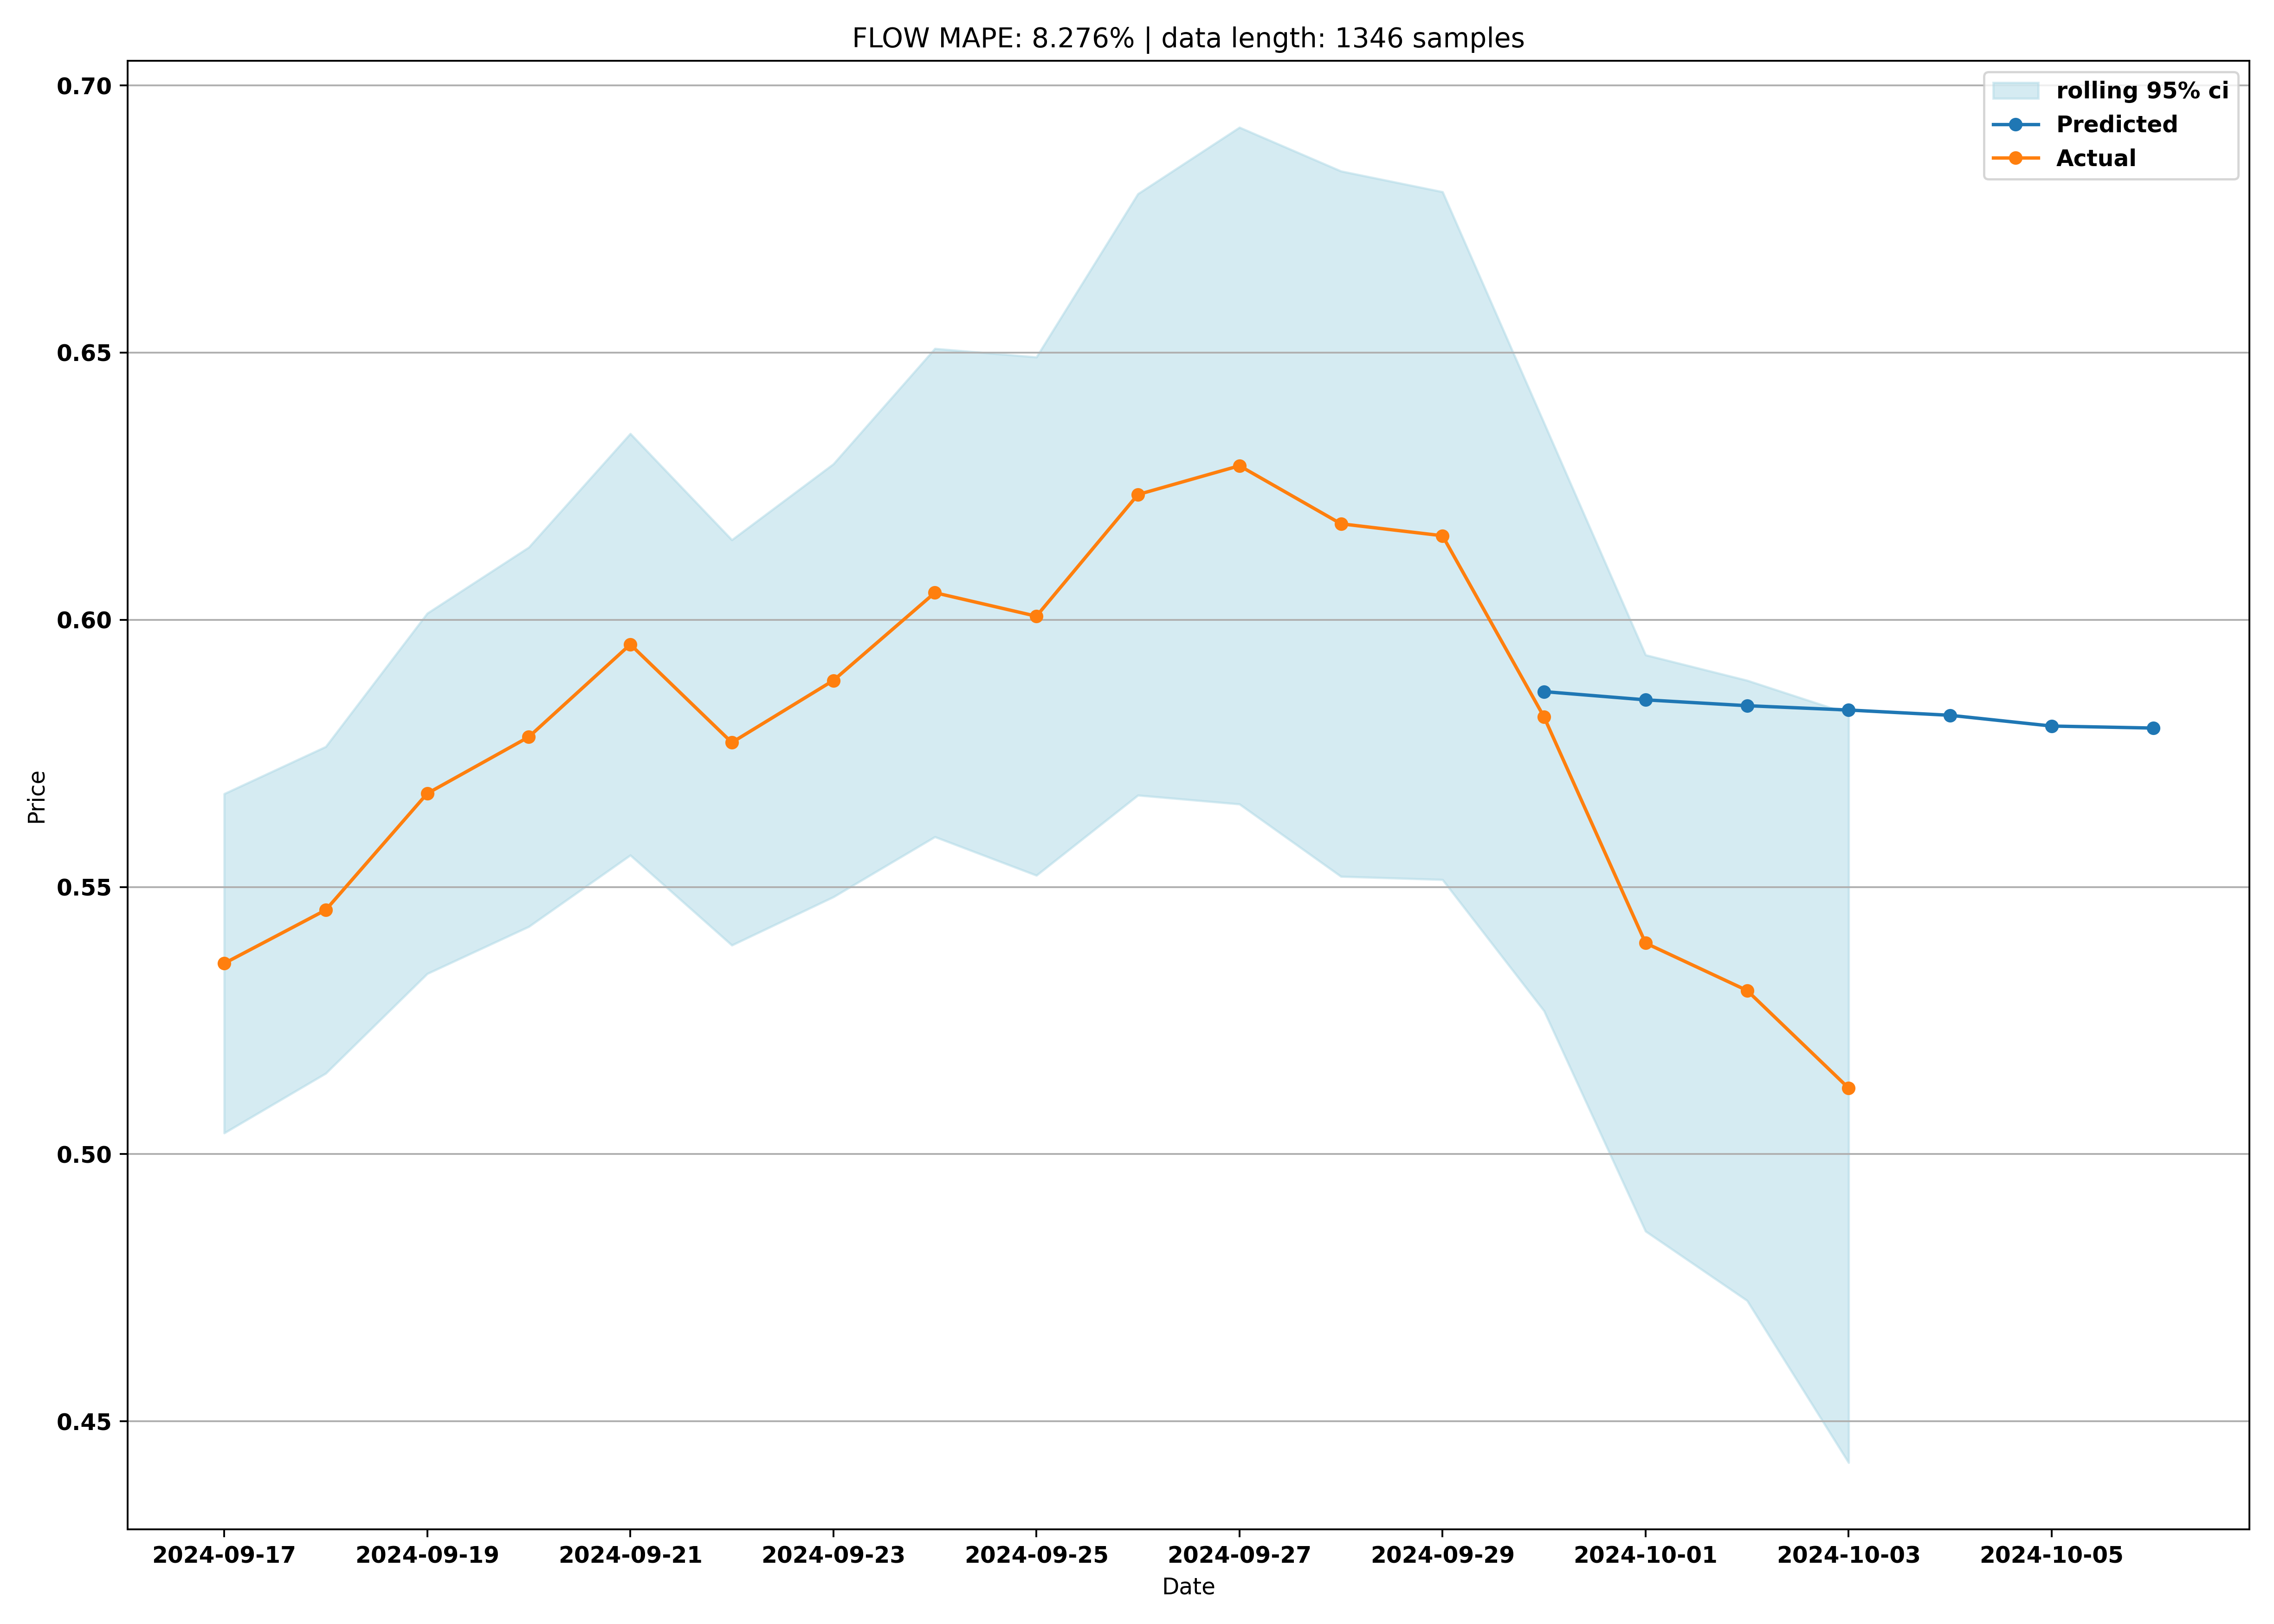 FLOW MAPE: 8.276% | data length: 1346 samples
rolling 95% ci
Predicted
Actual
0.70
0.65
0.60
0.55
0.50
0.45
Price
2024-09-17 2024-09-19 2024-09-21 2024-09-23 2024-09-25 2024-09-27 2024-09-29 2024-10-01 2024-10-03 2024-10-05
Date